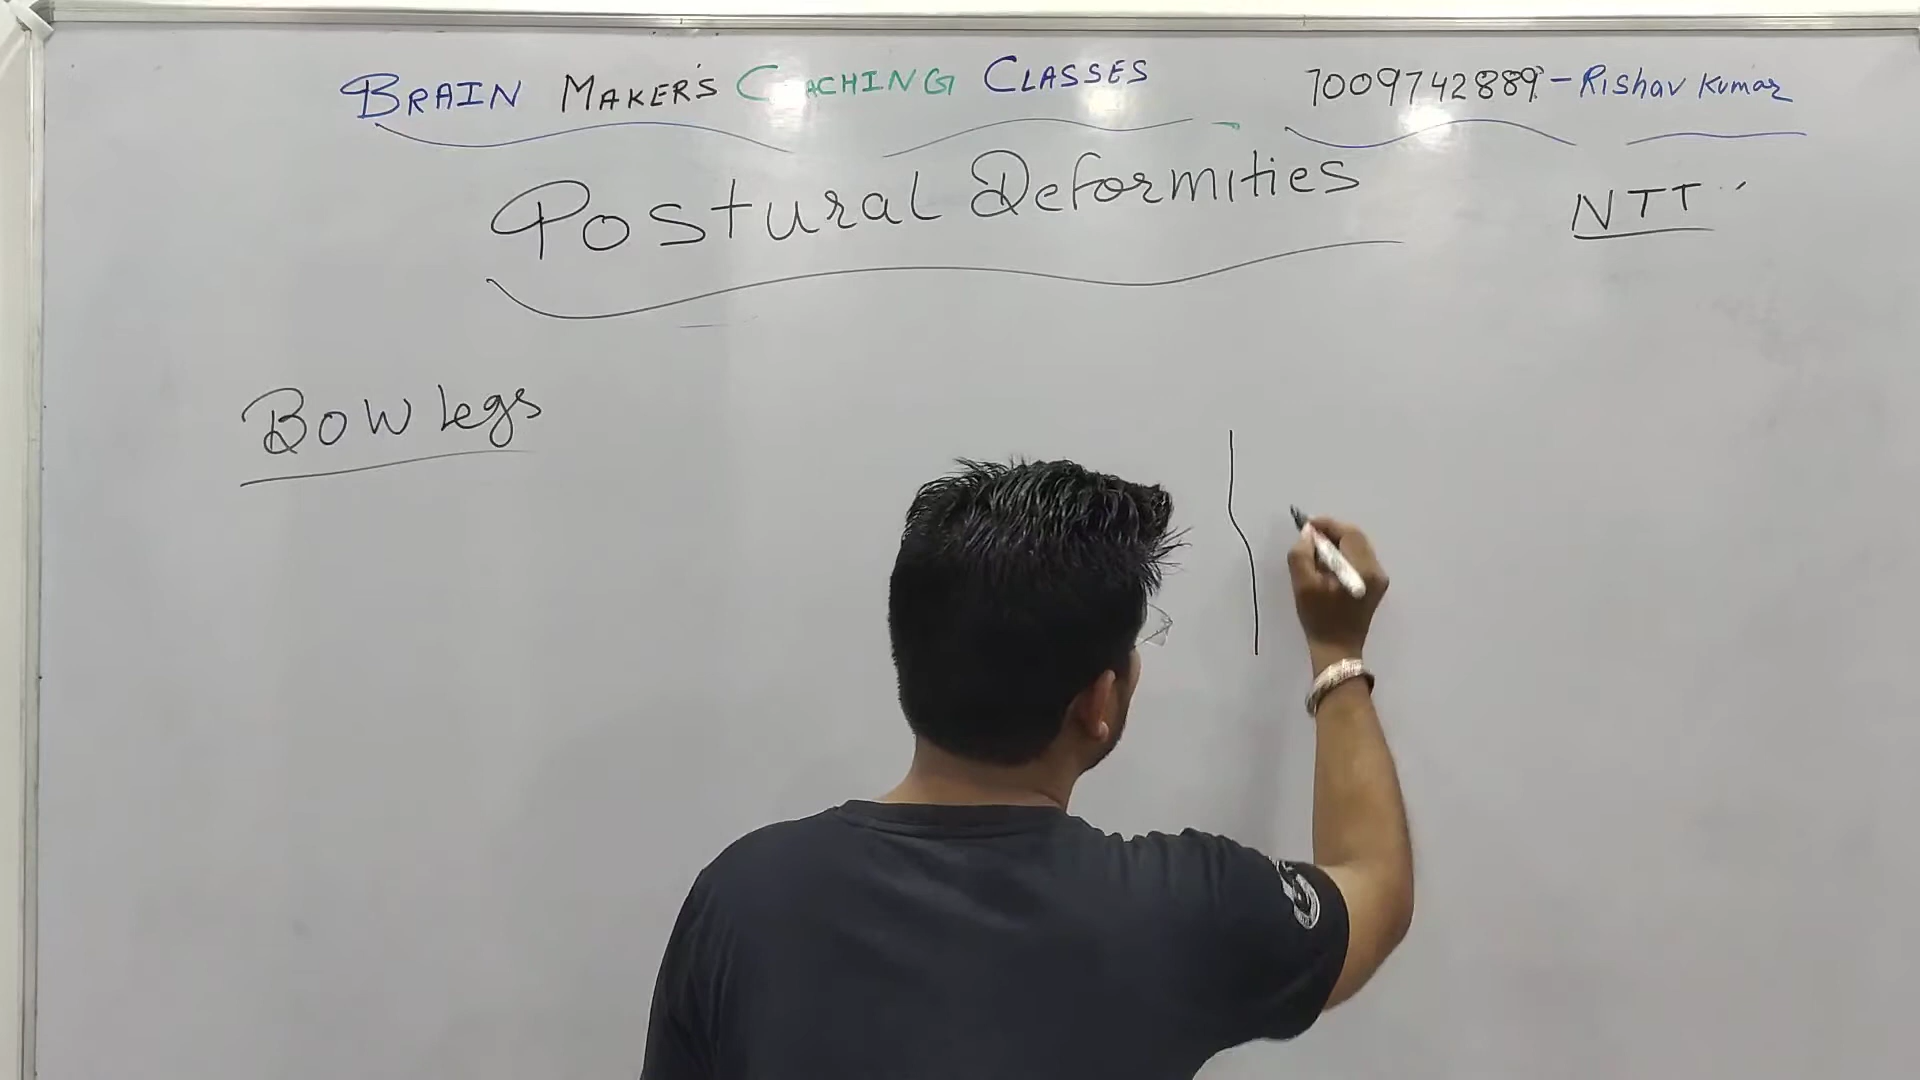 BRAIN MAKER'S COACHING CLASSES 7009742889 - Rishav Kumar
Postural Deformities
NTT
Bow legs